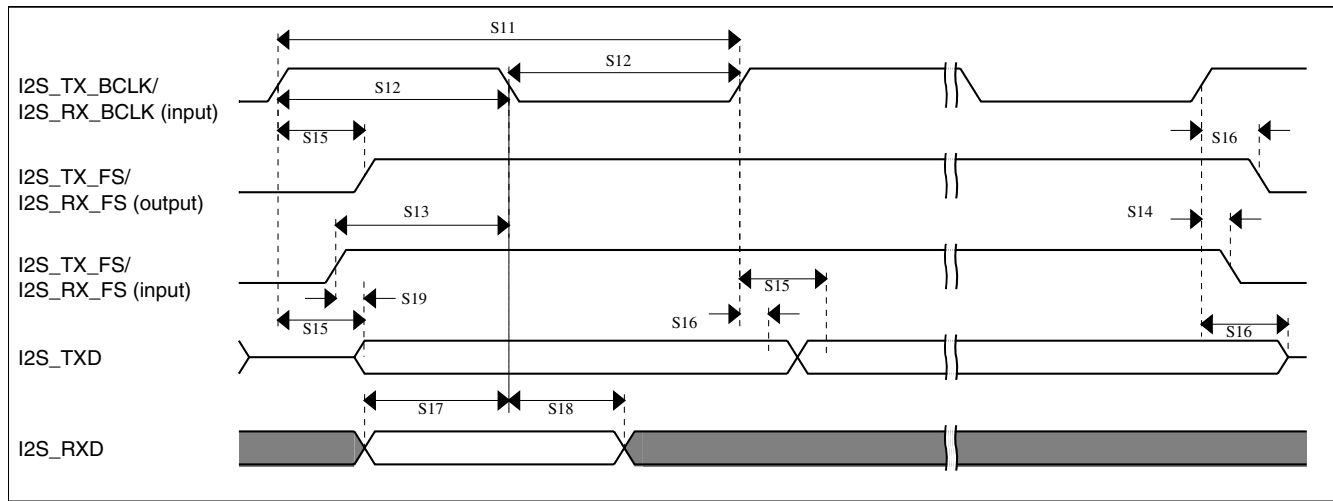 S11
I2S_TX_BCLK/
I2S_RX_BCLK (input)
S12
S12
S15
S16
I2S_TX_FS/
I2S_RX_FS (output)
S13
S14
I2S_TX_FS/
I2S_RX_FS (input)
S19
S15
S15
S16
S16
I2S_TXD
S17
S18
I2S_RXD